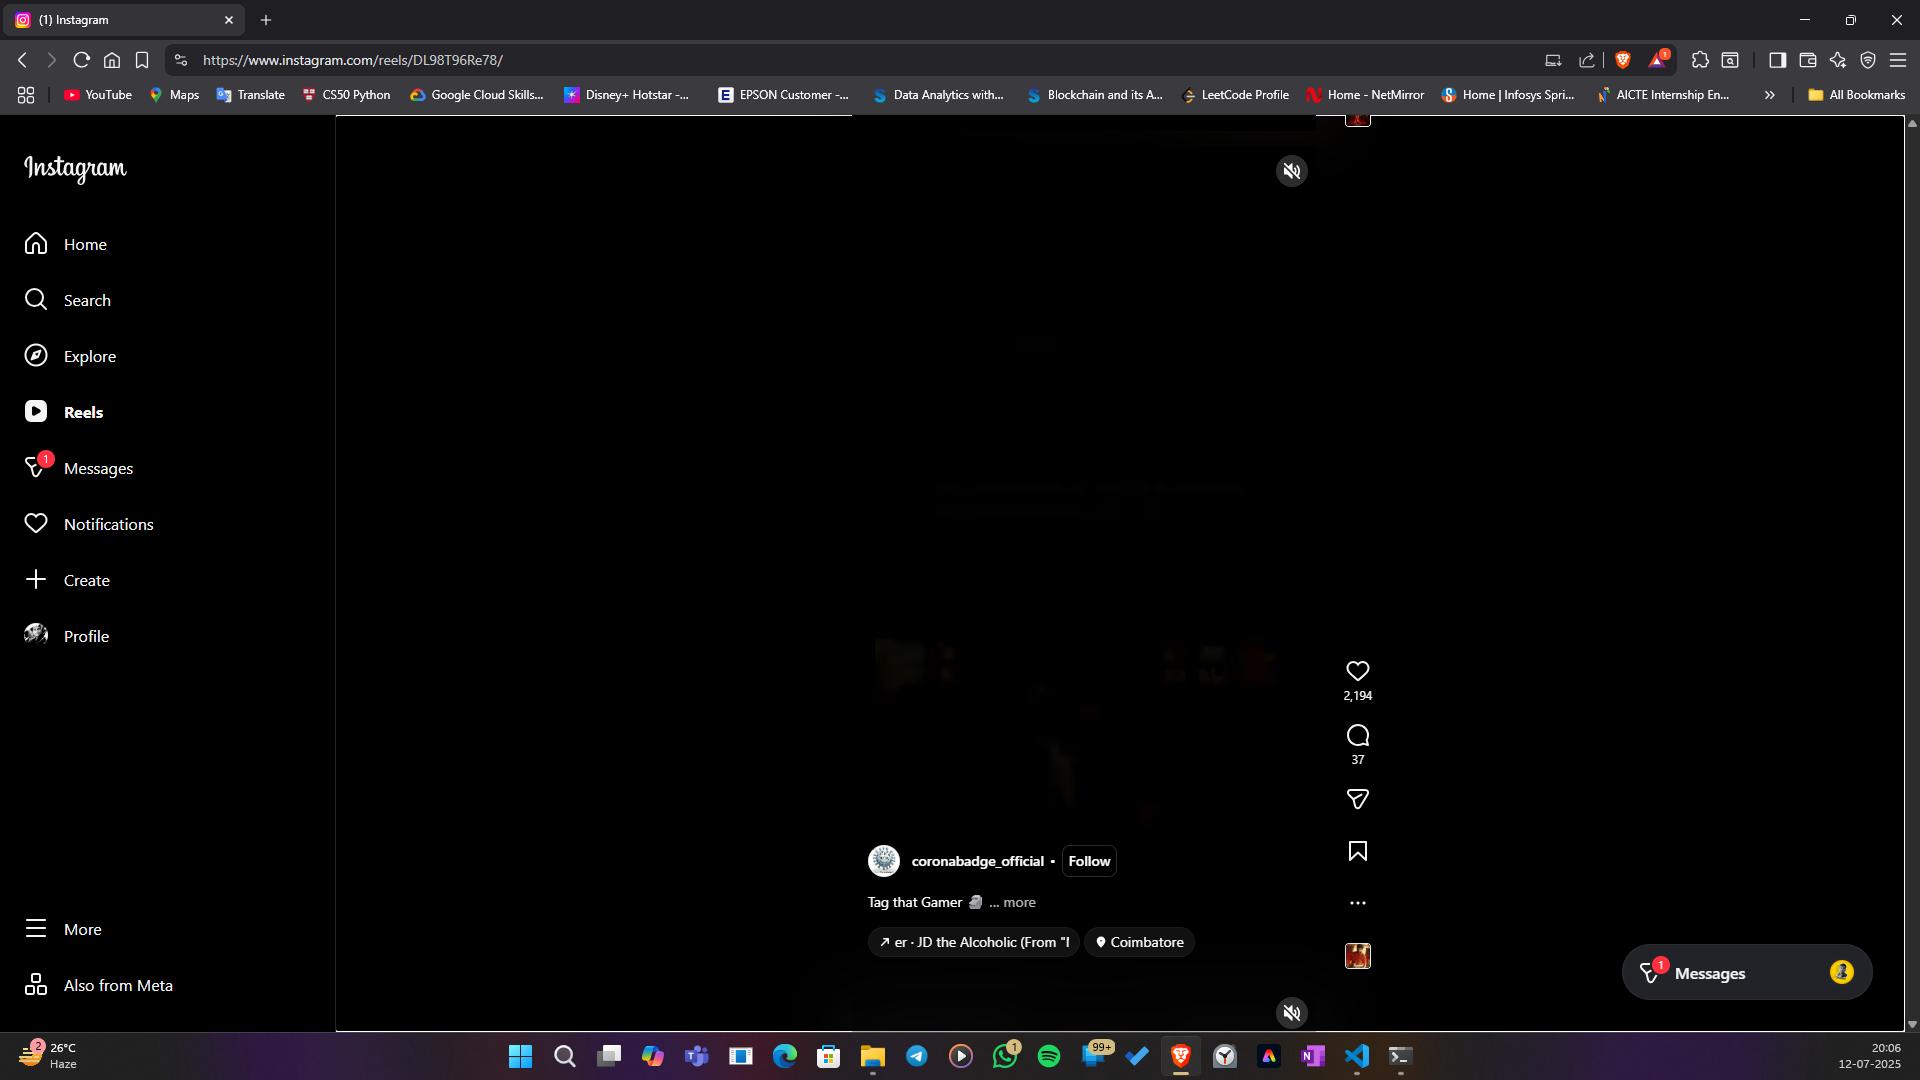 (1) Instagram
https://www.instagram.com/reels/DL98T96Re78/
1
YouTube
Maps
Translate
CS50 Python
Google Cloud Skills...
Disney+ Hotstar -...
EPSON Customer -...
Data Analytics with...
Blockchain and its A...
LeetCode Profile
Home - NetMirror
Home | Infosys Spri...
AICTE Internship En...
All Bookmarks
Instagram
Home
Search
Explore
Reels
1
Messages
Notifications
Create
Profile
More
Also from Meta
2,194
37
coronabadge_official • Follow
Tag that Gamer 🗿 ... more
er · JD the Alcoholic (From "I
Coimbatore
1
Messages
2
26°C
Haze
1
99+
20:06
12-07-2025